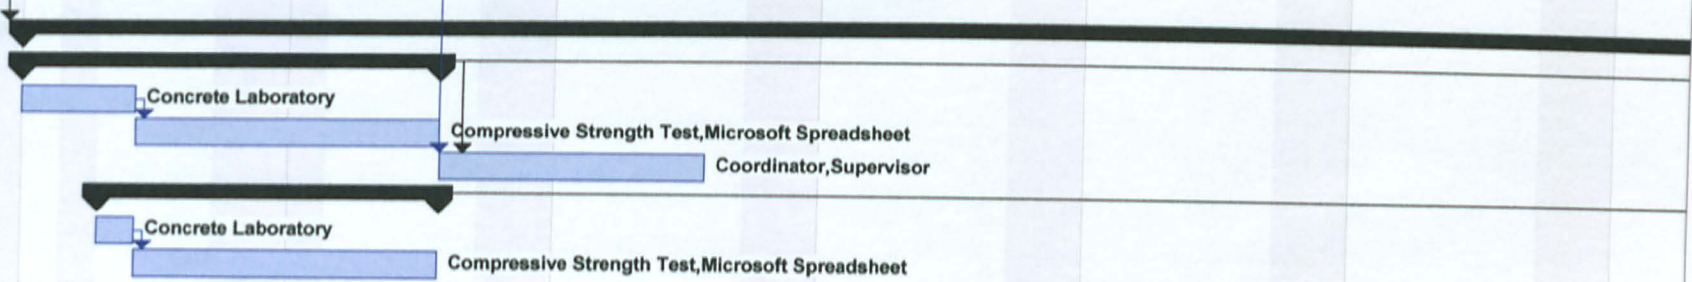 Concrete Laboratory
Compressive Strength Test,Microsoft Spreadsheet
Coordinator,Supervisor
Concrete Laboratory
Compressive Strength Test,Microsoft Spreadsheet